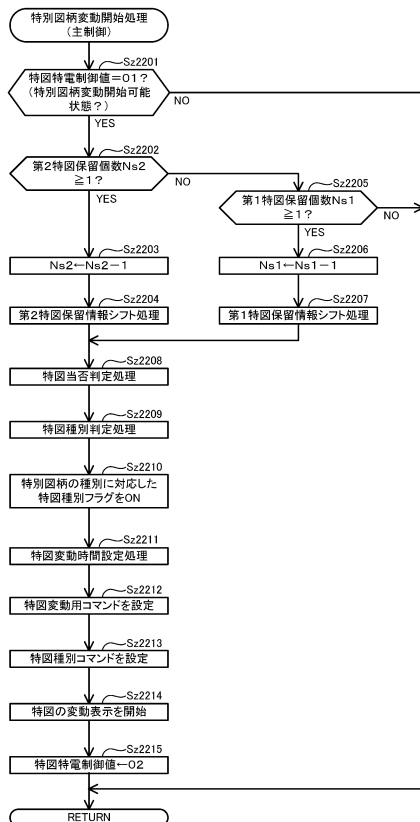 特別図柄変動開始処理
(主制御)
Sz2201
特図特電制御値=01?
(特別図柄変動開始可能
状態?)
NO
YES
Sz2202
第2特図保留個数Ns2
≧1?
NO
YES
Sz2205
第1特図保留個数Ns1
≧1?
NO
YES
Sz2203
Ns2←Ns2-1
Sz2206
Ns1←Ns1-1
Sz2204
第2特図保留情報シフト処理
Sz2207
第1特図保留情報シフト処理
Sz2208
特図当否判定処理
Sz2209
特図種別判定処理
Sz2210
特別図柄の種別に対応した
特図種別フラグをON
Sz2211
特図変動時間設定処理
Sz2212
特図変動用コマンドを設定
Sz2213
特図種別コマンドを設定
Sz2214
特図の変動表示を開始
Sz2215
特図特電制御値←02
RETURN